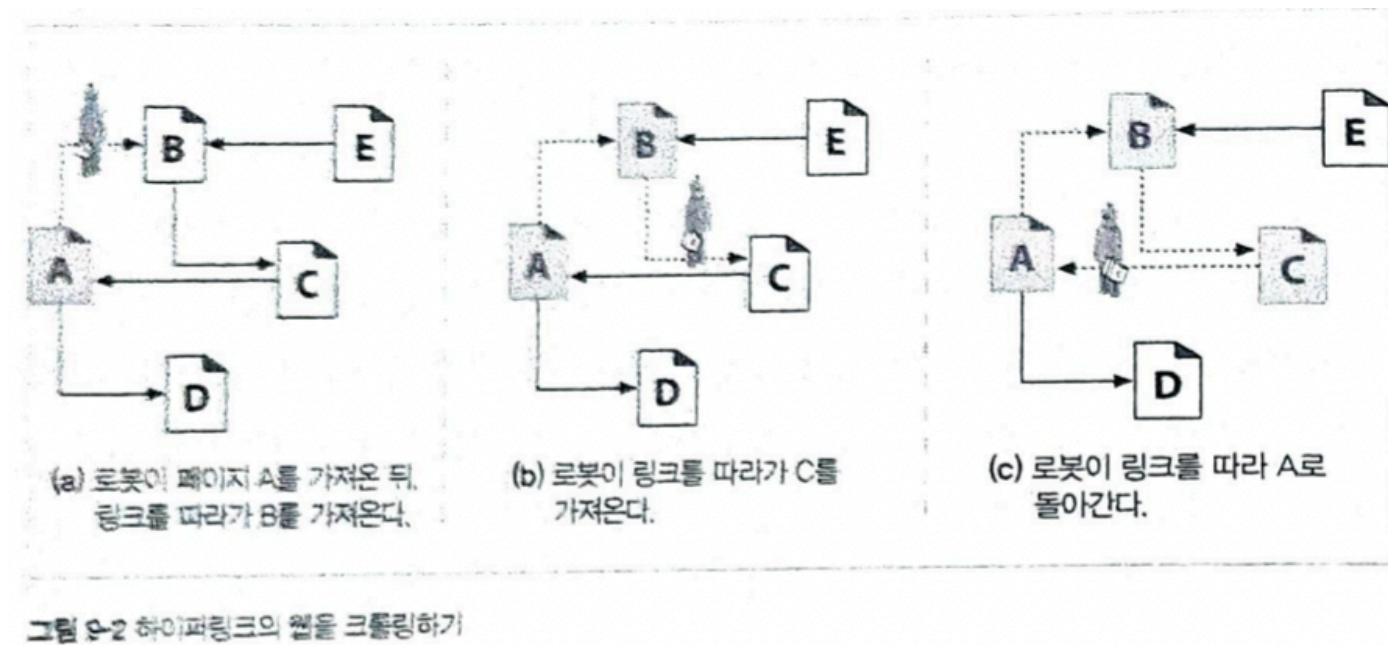 B
E
A
C
D
(a) 로봇이 페이지 A를 가져온 뒤,
링크를 따라가 B를 가져온다.
B
E
A
C
D
(b) 로봇이 링크를 따라가 C를
가져온다.
B
E
A
C
D
(c) 로봇이 링크를 따라 A로
돌아간다.
그림 9-2 하이퍼링크의 웹을 크롤링하기